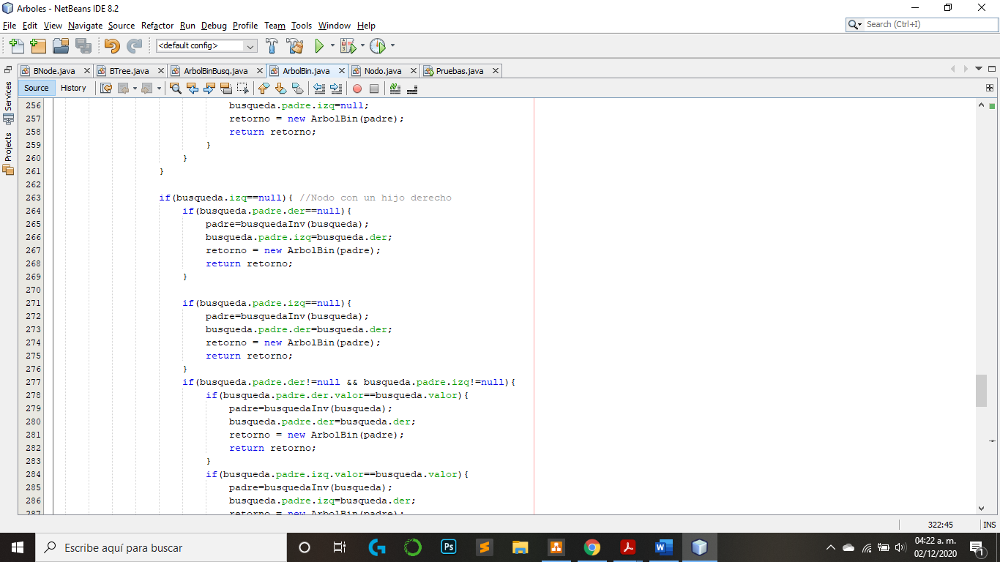 Arboles - NetBeans IDE 8.2
File Edit View Navigate Source Refactor Run Debug Profile Team Tools Window Help
Search (Ctrl+I)
<default config>
BNode.java BTree.java ArbolBinBusq.java ArbolBin.java Nodo.java Pruebas.java
Source History
Services
Projects
256 busqueda.padre.izq=null;
257 retorno = new ArbolBin(padre);
258 return retorno;
259 }
260 }
261 }
262
263 if(busqueda.izq==null){ //Nodo con un hijo derecho
264 if(busqueda.padre.der==null){
265 padre=busquedaInv(busqueda);
266 busqueda.padre.izq=busqueda.der;
267 retorno = new ArbolBin(padre);
268 return retorno;
269 }
270
271 if(busqueda.padre.izq==null){
272 padre=busquedaInv(busqueda);
273 busqueda.padre.der=busqueda.der;
274 retorno = new ArbolBin(padre);
275 return retorno;
276 }
277 if(busqueda.padre.der!=null && busqueda.padre.izq!=null){
278 if(busqueda.padre.der.valor==busqueda.valor){
279 padre=busquedaInv(busqueda);
280 busqueda.padre.der=busqueda.der;
281 retorno = new ArbolBin(padre);
282 return retorno;
283 }
284 if(busqueda.padre.izq.valor==busqueda.valor){
285 padre=busquedaInv(busqueda);
286 busqueda.padre.izq=busqueda.der;
287 retorno = new ArbolBin(padre);
322:45 INS
Escribe aquí para buscar
Ps
04:22 a. m.
02/12/2020
1